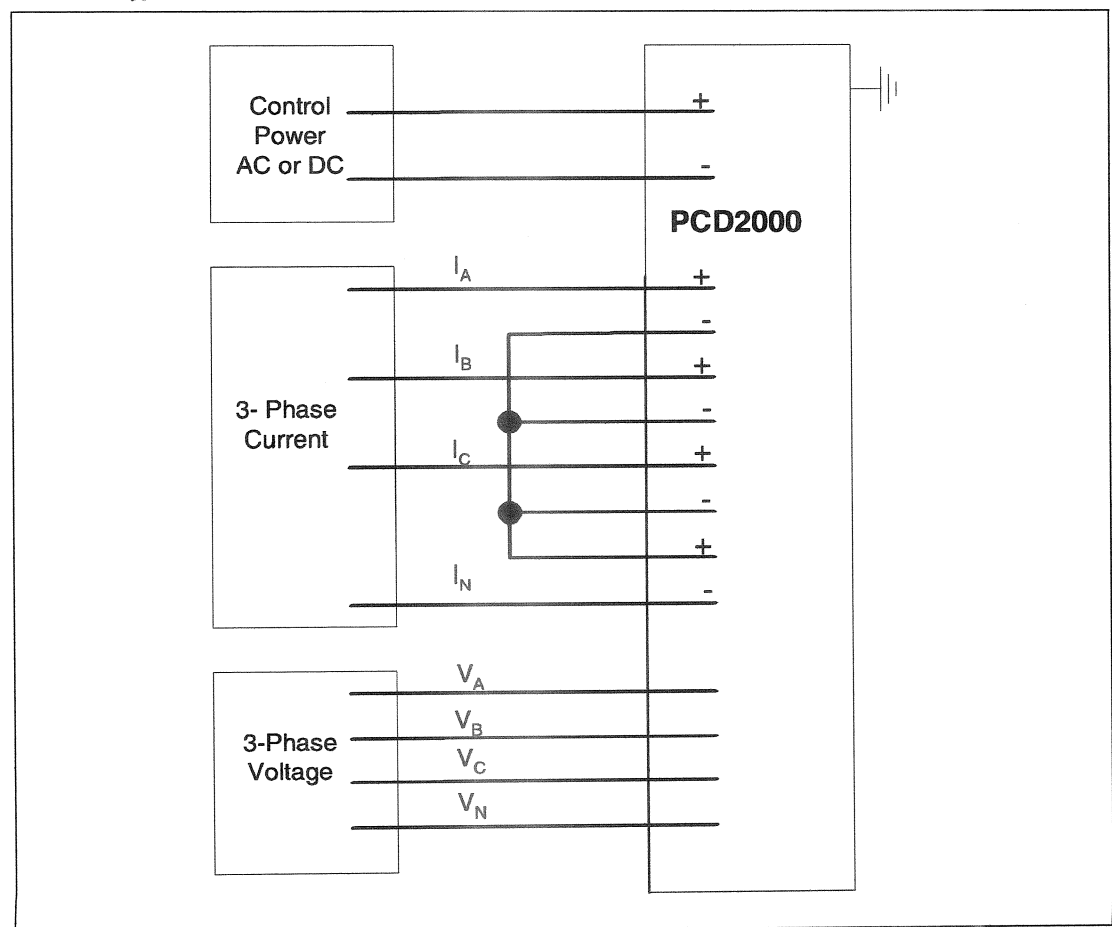 Control
Power
AC or DC
+
-
PCD2000
3- Phase
Current
I_A
+
-
I_B
+
-
I_C
+
-
+
I_N
-
3-Phase
Voltage
V_A
V_B
V_C
V_N